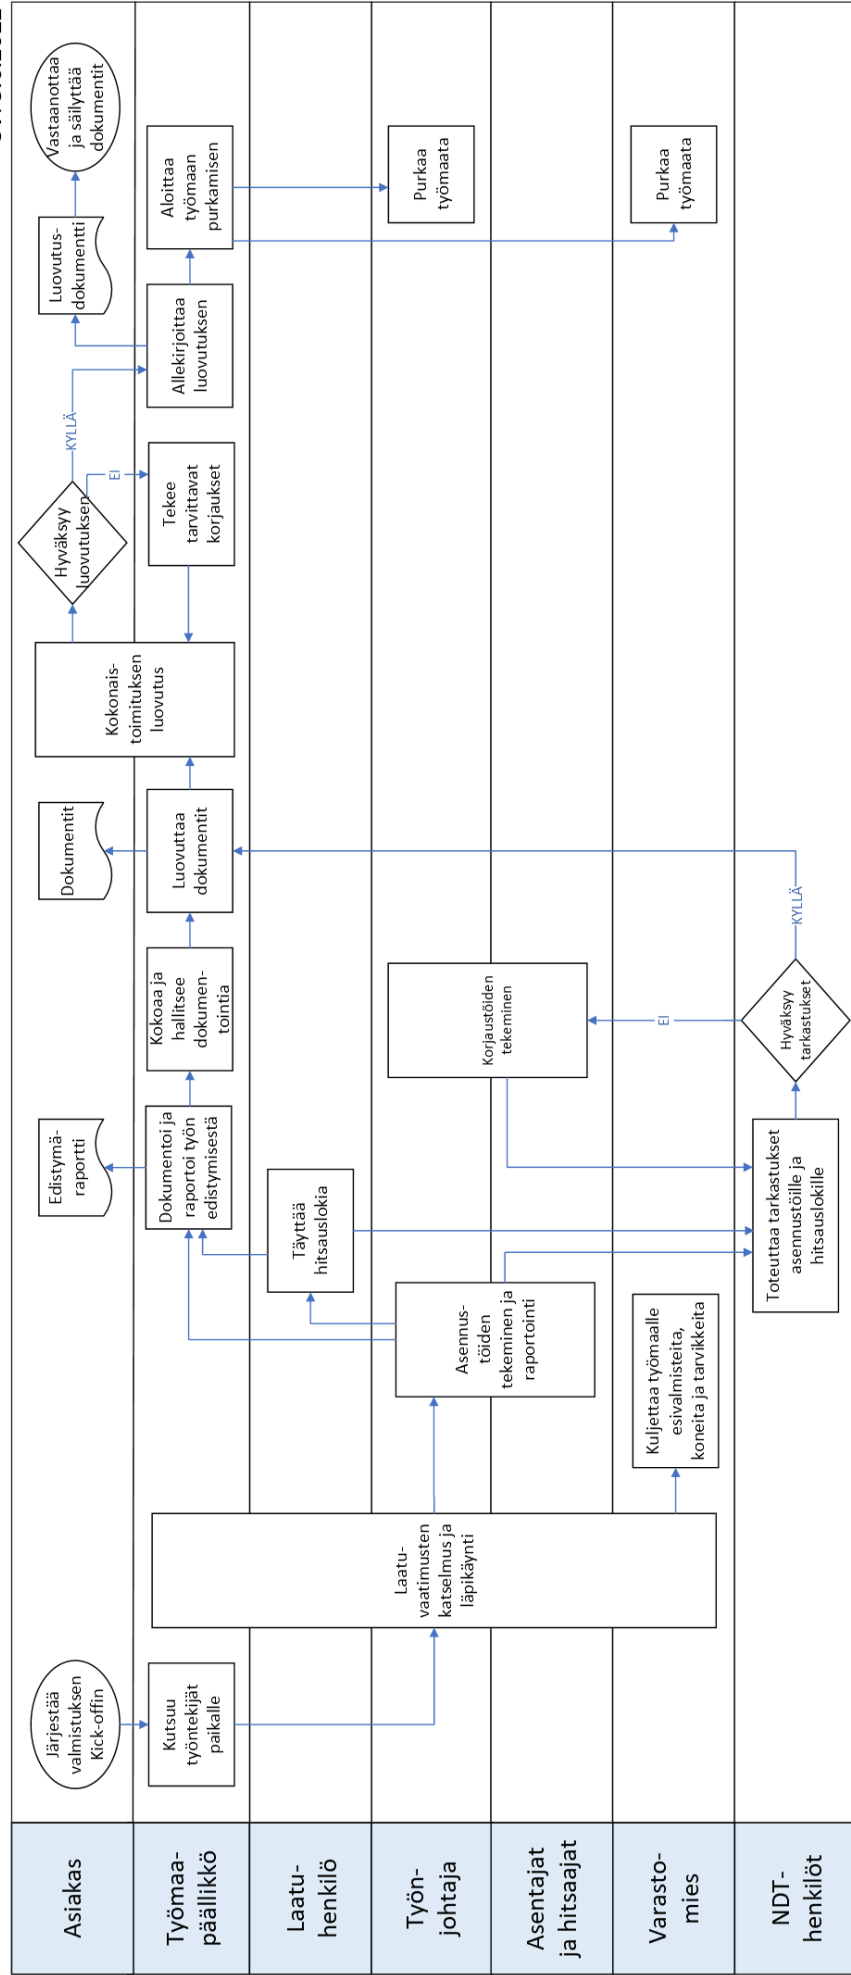 Asiakas
Järjestää
valmistuksen
Kick-offin
Edistymä-
raportti
Dokumentit
Hyväksyy
luovutuksen
KYLLÄ
EI
Luovutus-
dokumentti
Vastaanottaa
ja säilyttää
dokumentit
Työmaa-
päällikkö
Kutsuu
työntekijät
paikalle
Dokumentoi ja
raportoi työn
edistymisestä
Kokoaa ja
hallitsee
dokumen-
tointia
Luovuttaa
dokumentit
Kokonais-
toimituksen
luovutus
Tekee
tarvittavat
korjaukset
Allekirjoittaa
luovutuksen
Aloittaa
työmaan
purkamisen
Laatu-
henkilö
Täyttää
hitsauslokia
Työn-
johtaja
Laatu-
vaatimusten
katselmus ja
läpikäynti
Asennus-
töiden
tekeminen ja
raportointi
Korjaustöiden
tekeminen
Purkaa
työmaata
Asentajat
ja hitsaajat
Varasto-
mies
Kuljettaa työmaalle
esivalmisteita,
koneita ja tarvikkeita
EI
Purkaa
työmaata
NDT-
henkilöt
Toteuttaa tarkastukset
asennustöille ja
hitsauslokille
Hyväksyy
tarkastukset
KYLLÄ